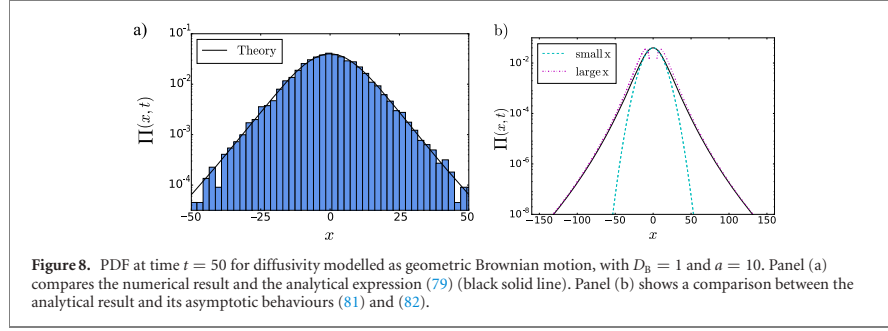 a)
10^-1
10^-2
10^-3
10^-4
Π(x, t)
Theory
−50 −25 0 25 50
x
b)
10^-2
10^-4
10^-6
10^-8
Π(x, t)
small x
large x
−150 −100 −50 0 50 100 150
x
Figure 8. PDF at time t = 50 for diffusivity modelled as geometric Brownian motion, with D_B = 1 and a = 10. Panel (a)
compares the numerical result and the analytical expression (79) (black solid line). Panel (b) shows a comparison between the
analytical result and its asymptotic behaviours (81) and (82).